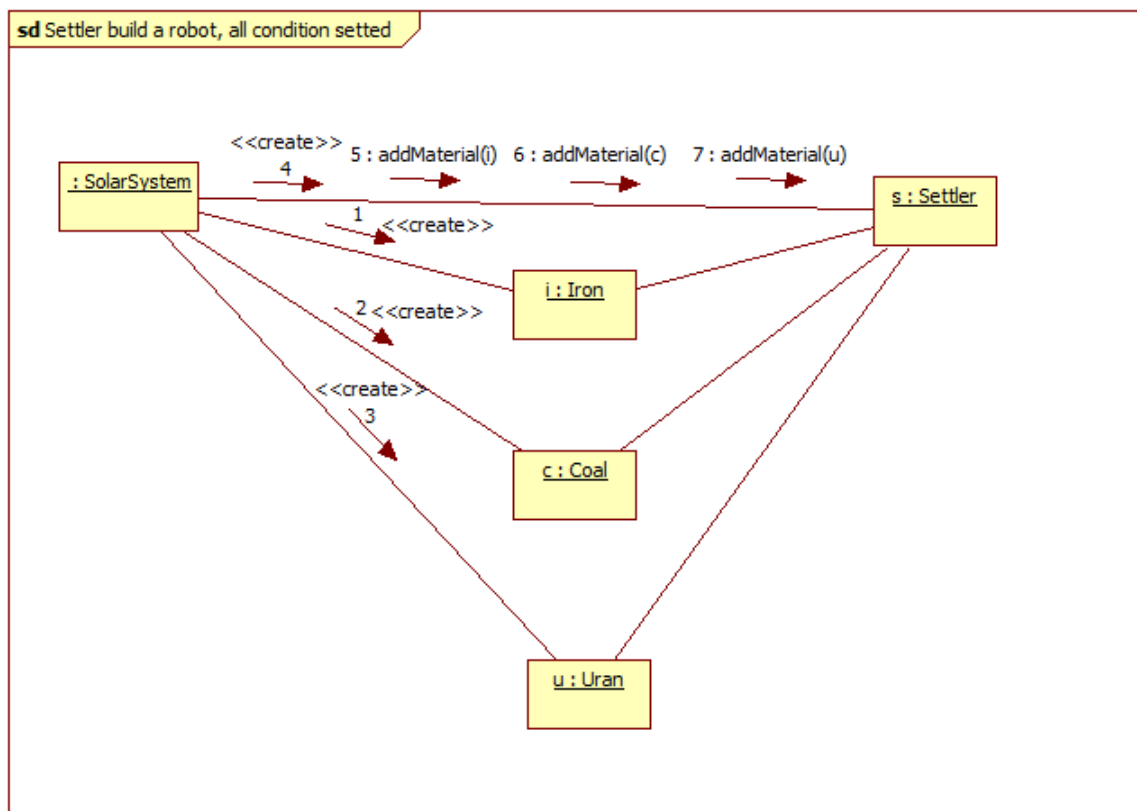 sd Settler build a robot, all condition setted
<<create>>
4
5 : addMaterial(i)
6 : addMaterial(c)
7 : addMaterial(u)
: SolarSystem
s : Settler
1
<<create>>
i : Iron
2
<<create>>
<<create>>
3
c : Coal
u : Uran